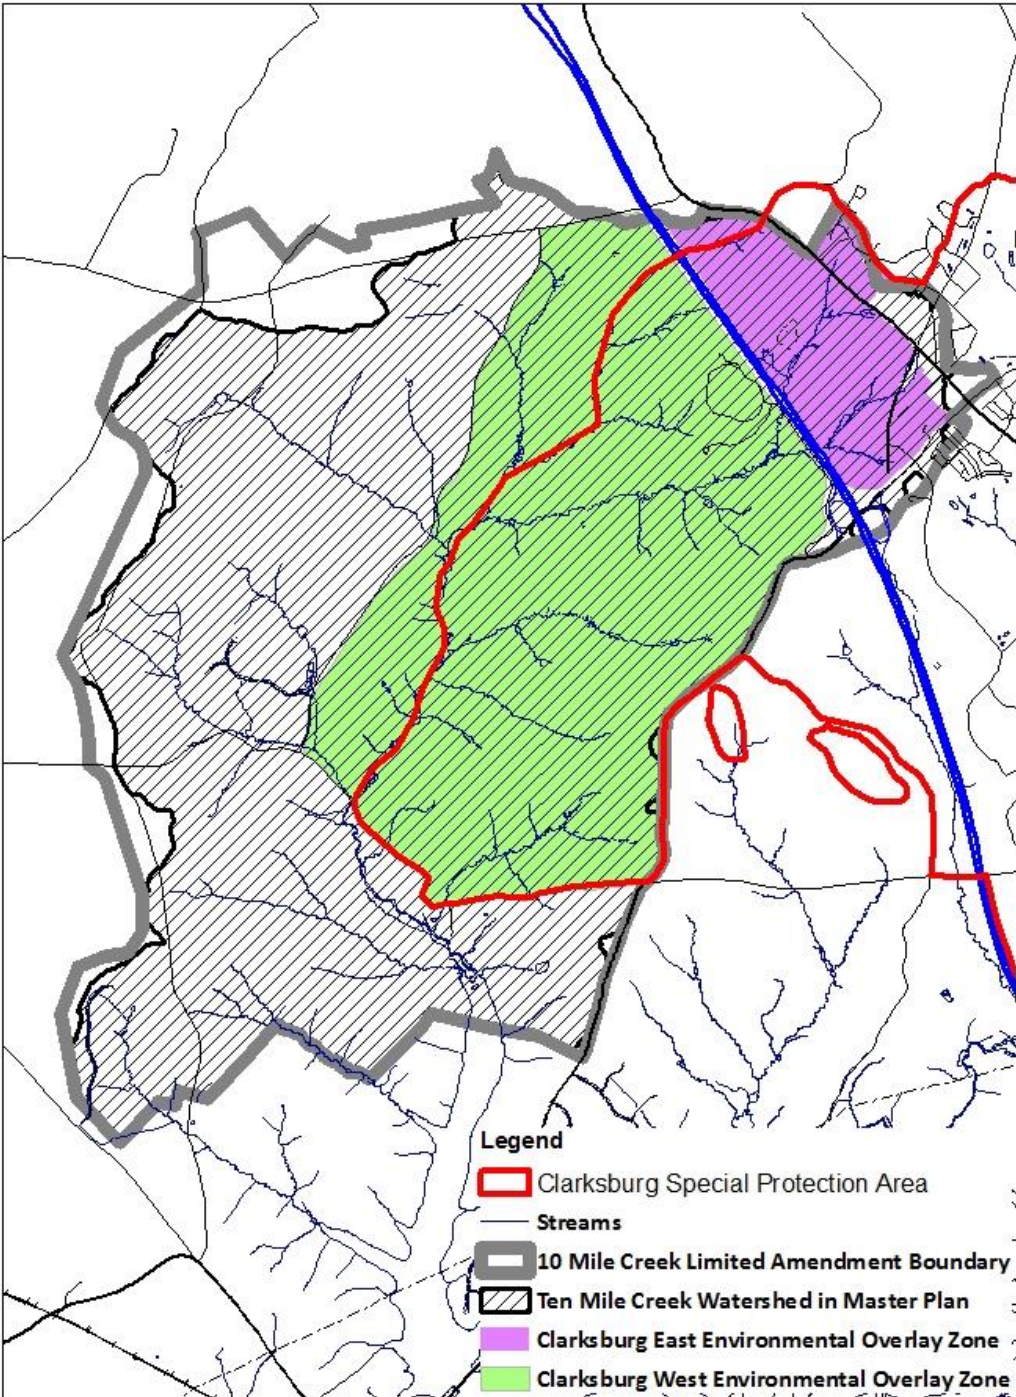 Legend
Clarksburg Special Protection Area
Streams
10 Mile Creek Limited Amendment Boundary
Ten Mile Creek Watershed in Master Plan
Clarksburg East Environmental Overlay Zone
Clarksburg West Environmental Overlay Zone